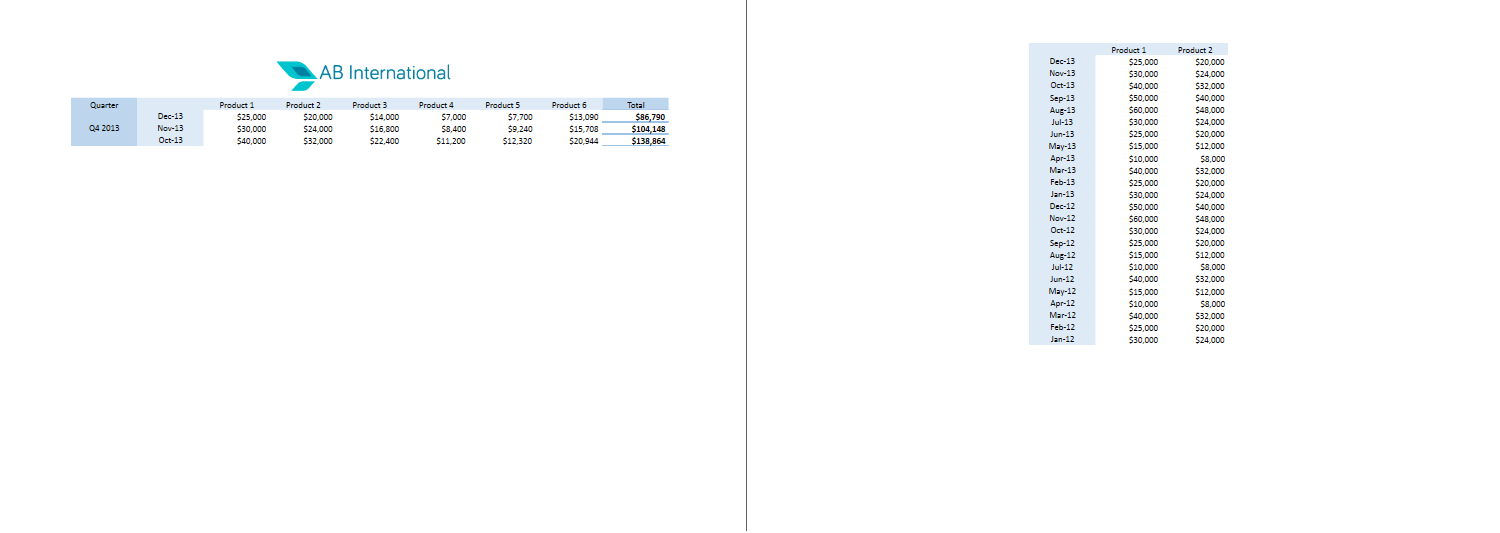 AB International
Quarter Product 1 Product 2 Product 3 Product 4 Product 5 Product 6 Total
Dec-13 $25,000 $20,000 $14,000 $7,000 $7,700 $13,090 $86,790
Q4 2013 Nov-13 $30,000 $24,000 $16,800 $8,400 $9,240 $15,708 $104,148
Oct-13 $40,000 $32,000 $22,400 $11,200 $12,320 $20,944 $138,864
Product 1 Product 2
Dec-13 $25,000 $20,000
Nov-13 $30,000 $24,000
Oct-13 $40,000 $32,000
Sep-13 $50,000 $40,000
Aug-13 $60,000 $48,000
Jul-13 $30,000 $24,000
Jun-13 $25,000 $20,000
May-13 $15,000 $12,000
Apr-13 $10,000 $8,000
Mar-13 $40,000 $32,000
Feb-13 $25,000 $20,000
Jan-13 $30,000 $24,000
Dec-12 $50,000 $40,000
Nov-12 $60,000 $48,000
Oct-12 $30,000 $24,000
Sep-12 $25,000 $20,000
Aug-12 $15,000 $12,000
Jul-12 $10,000 $8,000
Jun-12 $40,000 $32,000
May-12 $15,000 $12,000
Apr-12 $10,000 $8,000
Mar-12 $40,000 $32,000
Feb-12 $25,000 $20,000
Jan-12 $30,000 $24,000